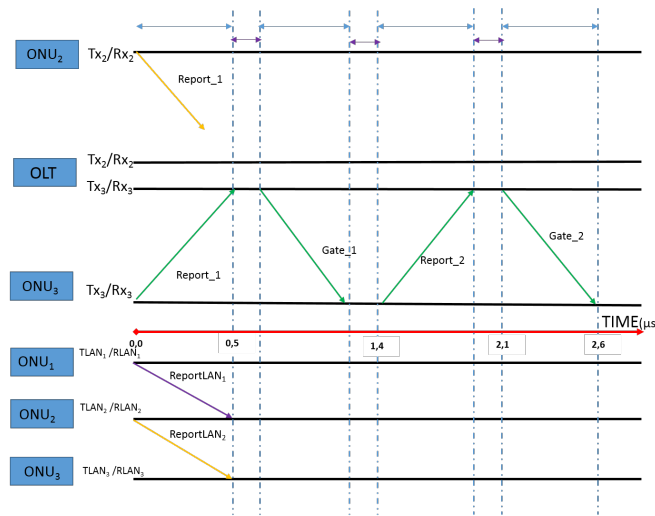 ONU₂ Tx₂/Rx₂
Report_1
Tx₂/Rx₂
OLT
Tx₃/Rx₃
Gate_1
Gate_2
Report_1
Report_2
ONU₃ Tx₃/Rx₃
TIME(µs
0,0 0,5 1,4 2,1 2,6
ONU₁ TLAN₁ /RLAN₁
ReportLAN₁
ONU₂ TLAN₂ /RLAN₂
ReportLAN₂
ONU₃ TLAN₃ /RLAN₃